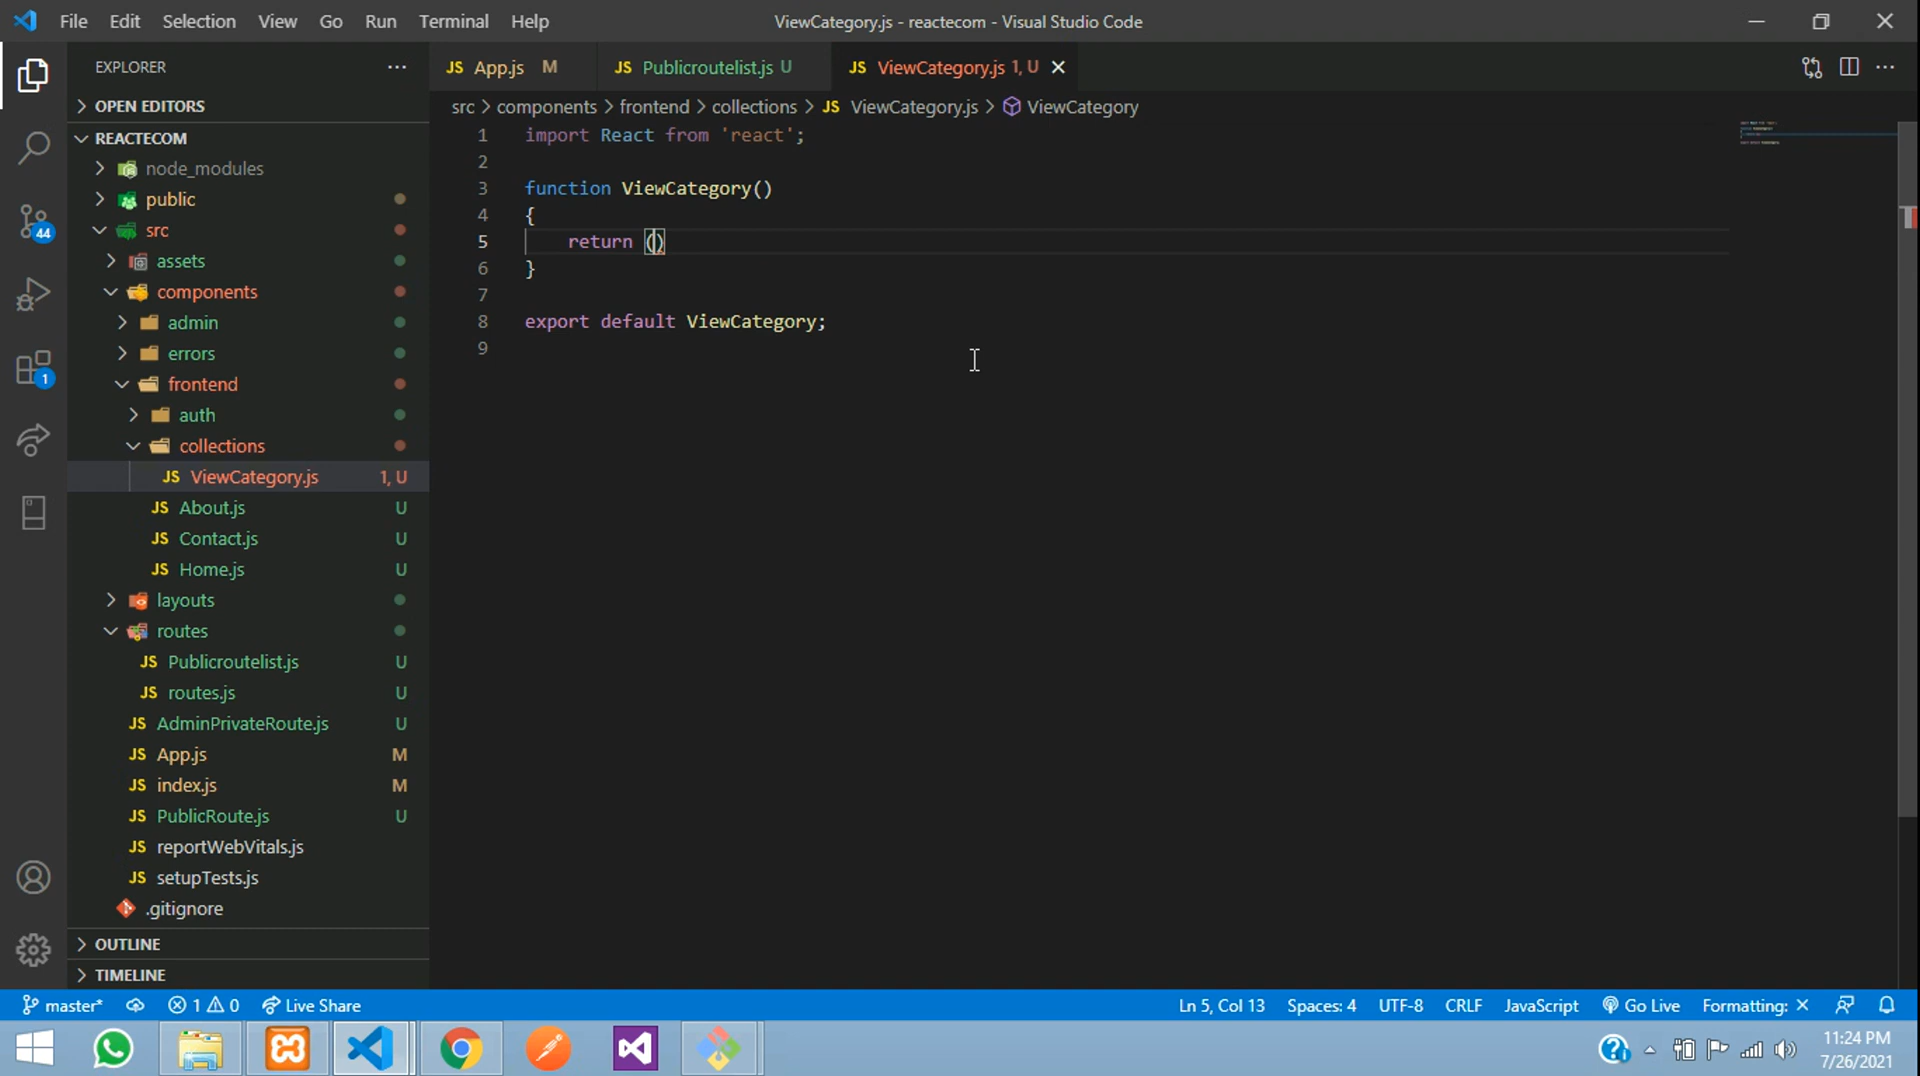 File Edit Selection View Go Run Terminal Help
ViewCategory.js - reactecom - Visual Studio Code
EXPLORER
OPEN EDITORS
REACTECOM
node_modules
public
src
assets
components
admin
errors
frontend
auth
collections
JS ViewCategory.js 1, U
JS About.js U
JS Contact.js U
JS Home.js U
layouts
routes
JS Publicroutelist.js U
JS routes.js U
JS AdminPrivateRoute.js U
JS App.js M
JS index.js M
JS PublicRoute.js U
JS reportWebVitals.js
JS setupTests.js
.gitignore
OUTLINE
TIMELINE
44
1
JS App.js M JS Publicroutelist.js U JS ViewCategory.js 1, U
src > components > frontend > collections > JS ViewCategory.js > ViewCategory
1 import React from 'react';
2
3 function ViewCategory()
4 {
5 return ()
6 }
7
8 export default ViewCategory;
9
master* 1 0 Live Share Ln 5, Col 13 Spaces: 4 UTF-8 CRLF JavaScript Go Live Formatting: ×
11:24 PM
7/26/2021